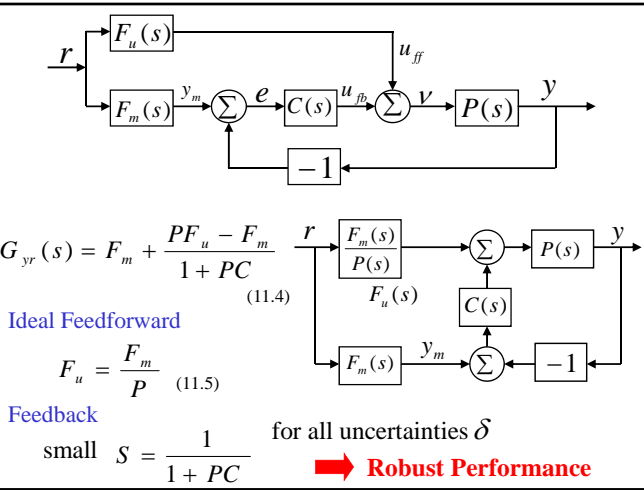 F_u(s)
r
u_ff
F_m(s) y_m Σ e C(s) u_fb Σ ν P(s) y
−1
G_yr(s) = F_m + (PF_u − F_m) / (1 + PC)
(11.4)
Ideal Feedforward
F_u = F_m / P (11.5)
Feedback
small S = 1 / (1 + PC) for all uncertainties δ
Robust Performance
r F_m(s) / P(s) Σ P(s) y
F_u(s)
C(s)
F_m(s) y_m Σ −1